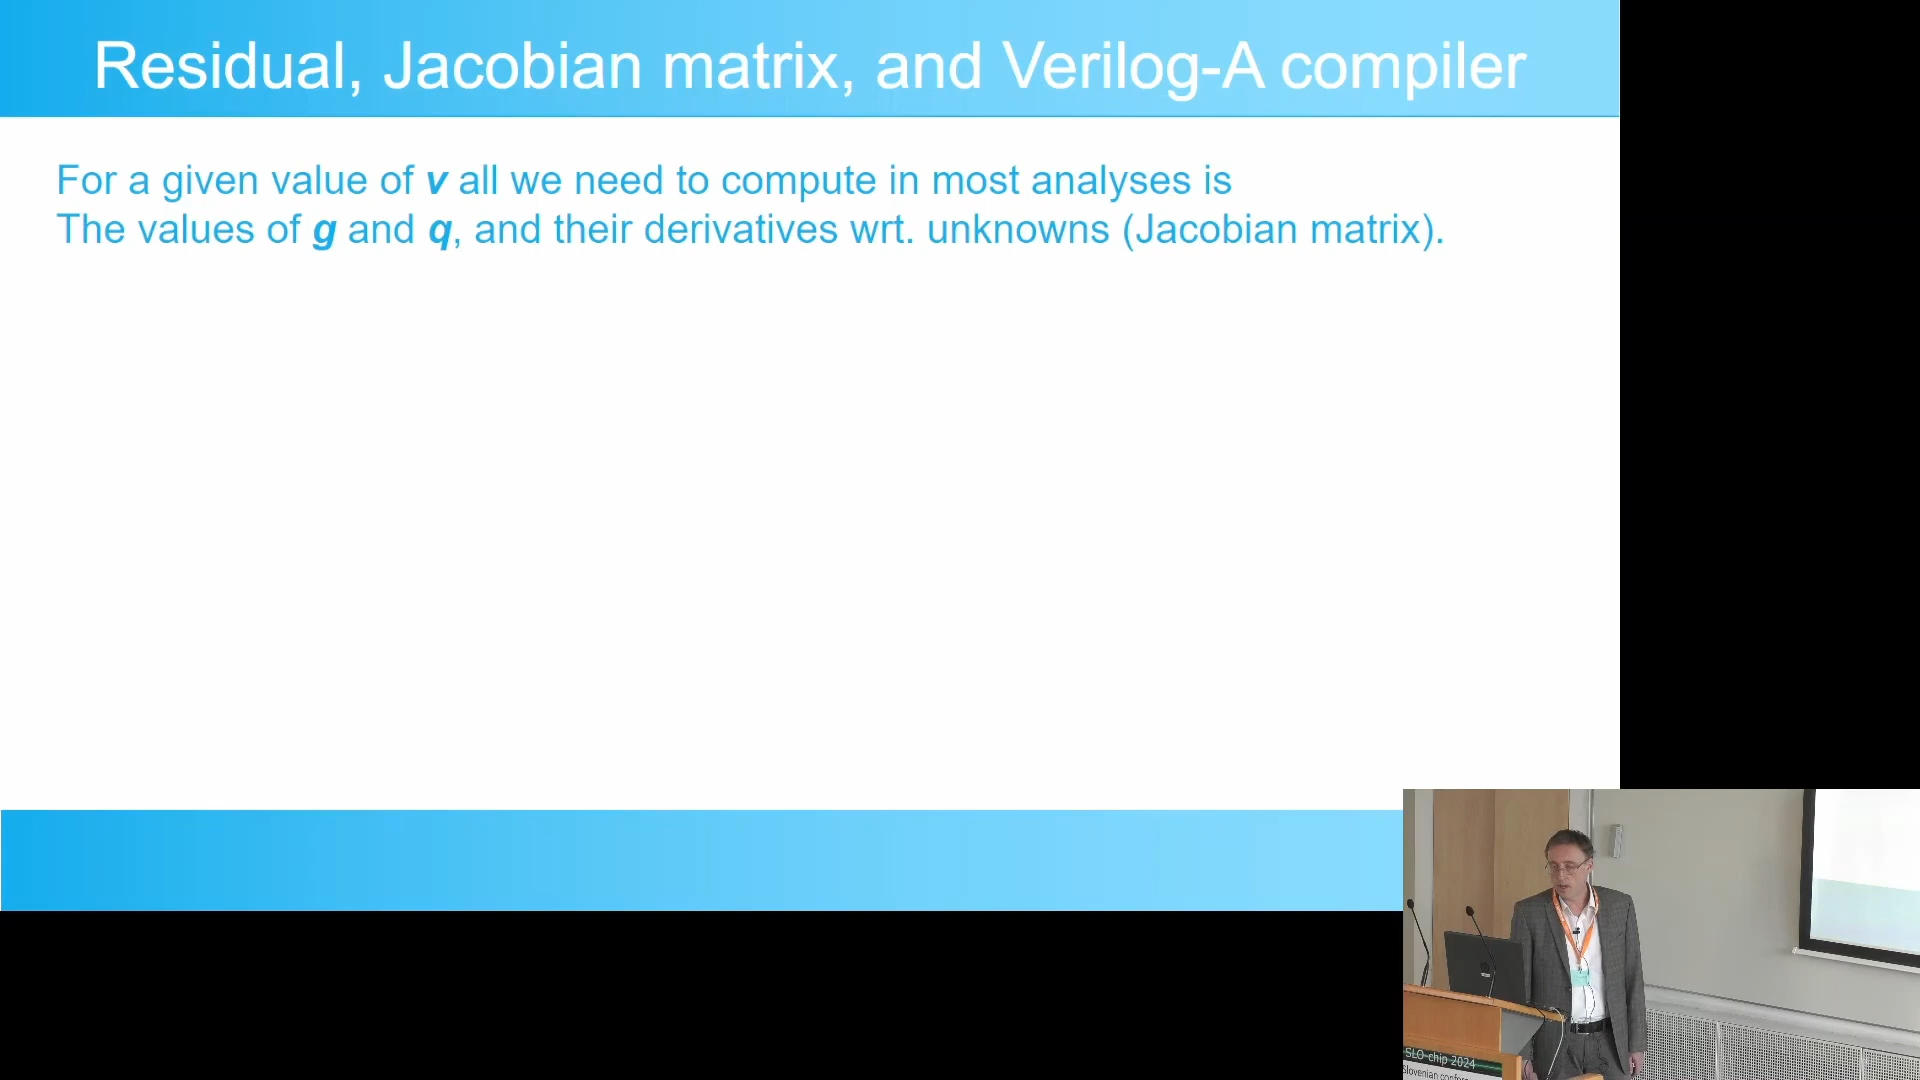 Residual, Jacobian matrix, and Verilog-A compiler
For a given value of v all we need to compute in most analyses is
The values of g and q, and their derivatives wrt. unknowns (Jacobian matrix).
SLO-chip 2024
Slovenian